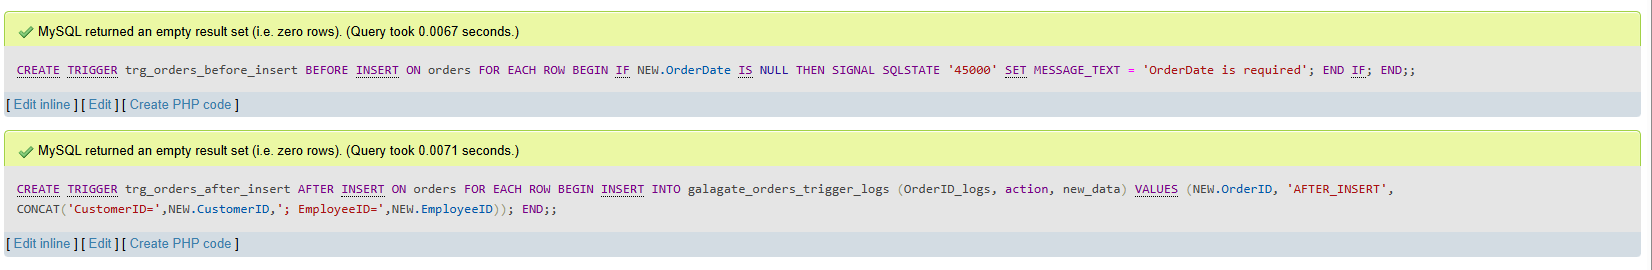 MySQL returned an empty result set (i.e. zero rows). (Query took 0.0067 seconds.)
CREATE TRIGGER trg_orders_before_insert BEFORE INSERT ON orders FOR EACH ROW BEGIN IF NEW.OrderDate IS NULL THEN SIGNAL SQLSTATE '45000' SET MESSAGE_TEXT = 'OrderDate is required'; END IF; END;;
[ Edit inline ] [ Edit ] [ Create PHP code ]
MySQL returned an empty result set (i.e. zero rows). (Query took 0.0071 seconds.)
CREATE TRIGGER trg_orders_after_insert AFTER INSERT ON orders FOR EACH ROW BEGIN INSERT INTO galagate_orders_trigger_logs (OrderID_logs, action, new_data) VALUES (NEW.OrderID, 'AFTER_INSERT',
CONCAT('CustomerID=',NEW.CustomerID,'; EmployeeID=',NEW.EmployeeID)); END;;
[ Edit inline ] [ Edit ] [ Create PHP code ]